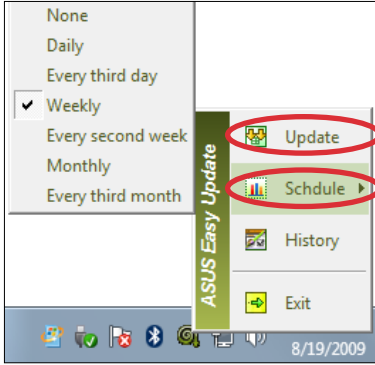 None
Daily
Every third day
Weekly
Every second week
Monthly
Every third month
ASUS Easy Update
Update
Schdule
History
Exit
8/19/2009